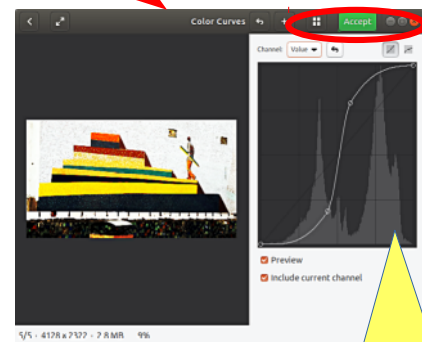 Color Curves
Accept
Channel: Value
Preview
Include current channel
5/5 · 4128 x 2322 · 2.8 MB 9%